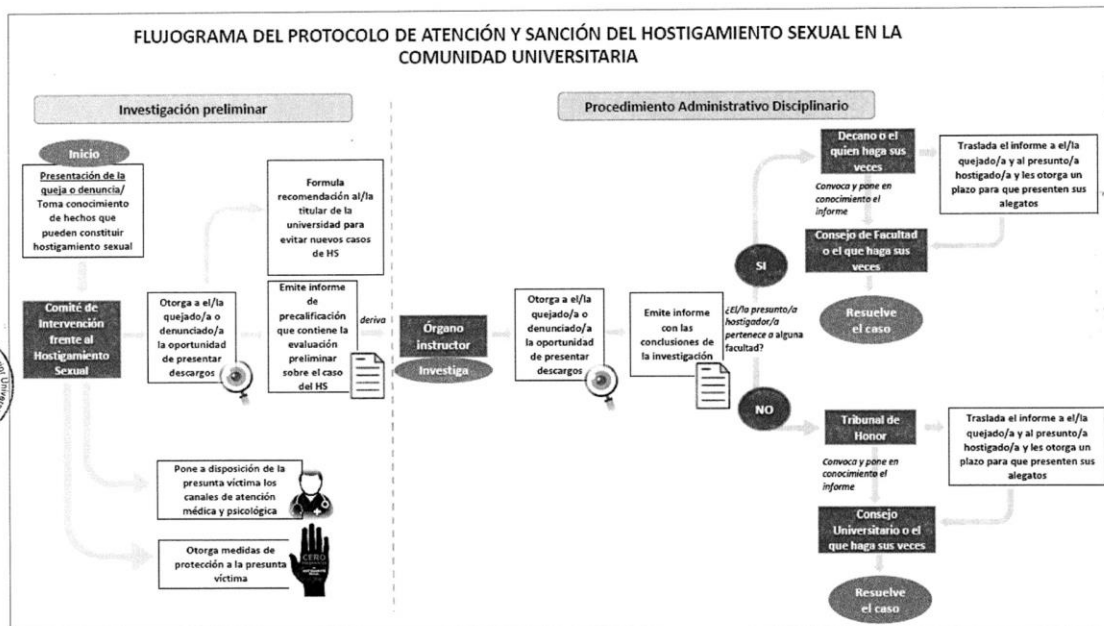 FLUJOGRAMA DEL PROTOCOLO DE ATENCIÓN Y SANCIÓN DEL HOSTIGAMIENTO SEXUAL EN LA
COMUNIDAD UNIVERSITARIA
Investigación preliminar
Inicio
Presentación de la
queja o denuncia/
Toma conocimiento
de hechos que
pueden constituir
hostigamiento sexual
Comité de
Intervención
frente al
Hostigamiento
Sexual
Otorga a el/la
quejado/a o
denunciado/a
la oportunidad
de presentar
descargos
Formula
recomendación al/la
titular de la
universidad para
evitar nuevos casos
de HS
Emite informe
de
precalificación
que contiene la
evaluación
preliminar
sobre el caso
del HS
deriva
Pone a disposición de la
presunta víctima los
canales de atención
médica y psicológica
Otorga medidas de
protección a la presunta
víctima
CERO
Procedimiento Administrativo Disciplinario
Órgano
instructor
Investiga
Otorga a el/la
quejado/a o
denunciado/a
la oportunidad
de presentar
descargos
Emite informe
con las
conclusiones de
la investigación
¿El/la presunto/a
hostigador/a
pertenece a alguna
facultad?
SI
Decano o el
quien haga sus
veces
Convoca y pone en
conocimiento el
informe
Traslada el informe a el/la
quejado/a y al presunto/a
hostigado/a y les otorga un
plazo para que presenten sus
alegatos
Consejo de Facultad
o el que haga sus
veces
Resuelve
el caso
NO
Tribunal de
Honor
Convoca y pone en
conocimiento el
informe
Traslada el informe a el/la
quejado/a y al presunto/a
hostigado/a y les otorga un
plazo para que presenten sus
alegatos
Consejo
Universitario o el
que haga sus veces
Resuelve
el caso